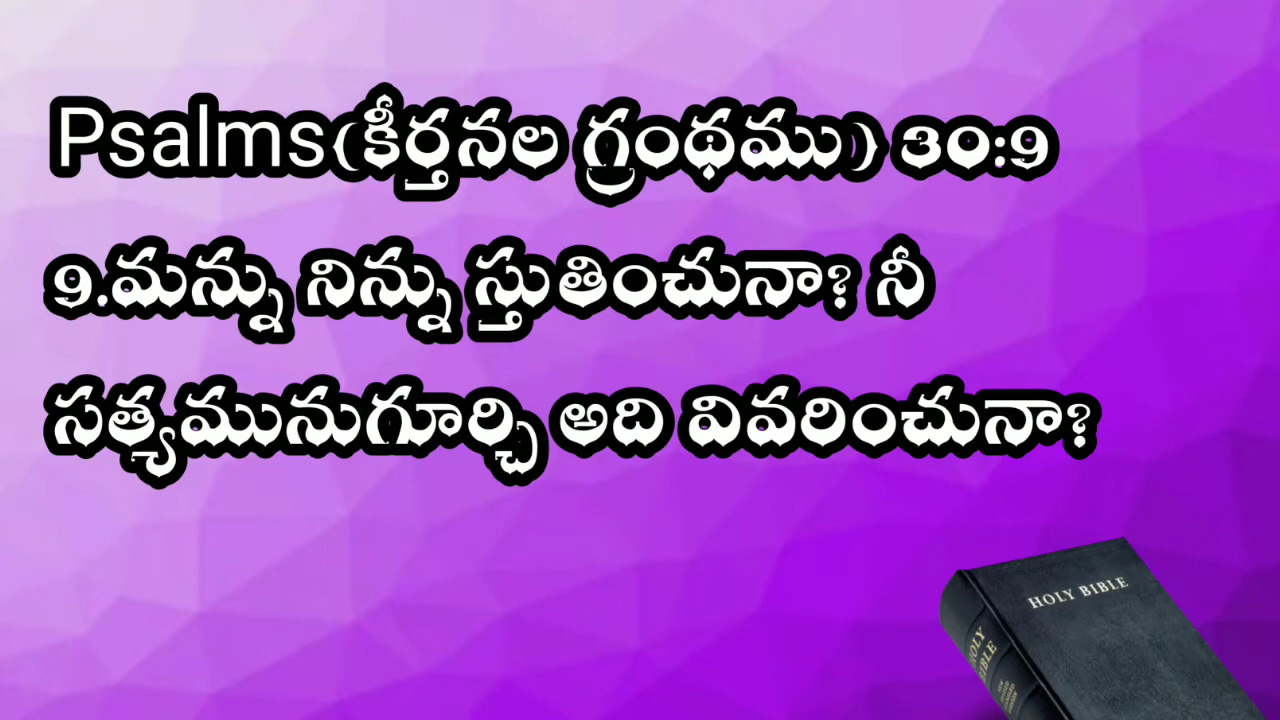 Psalms(కీర్తనల గ్రంథము) 30:9
9.మన్ను నిన్ను స్తుతించునా? నీ
సత్యమునుగూర్చి అది వివరించునా?
HOLY BIBLE
HOLY
BIBLE